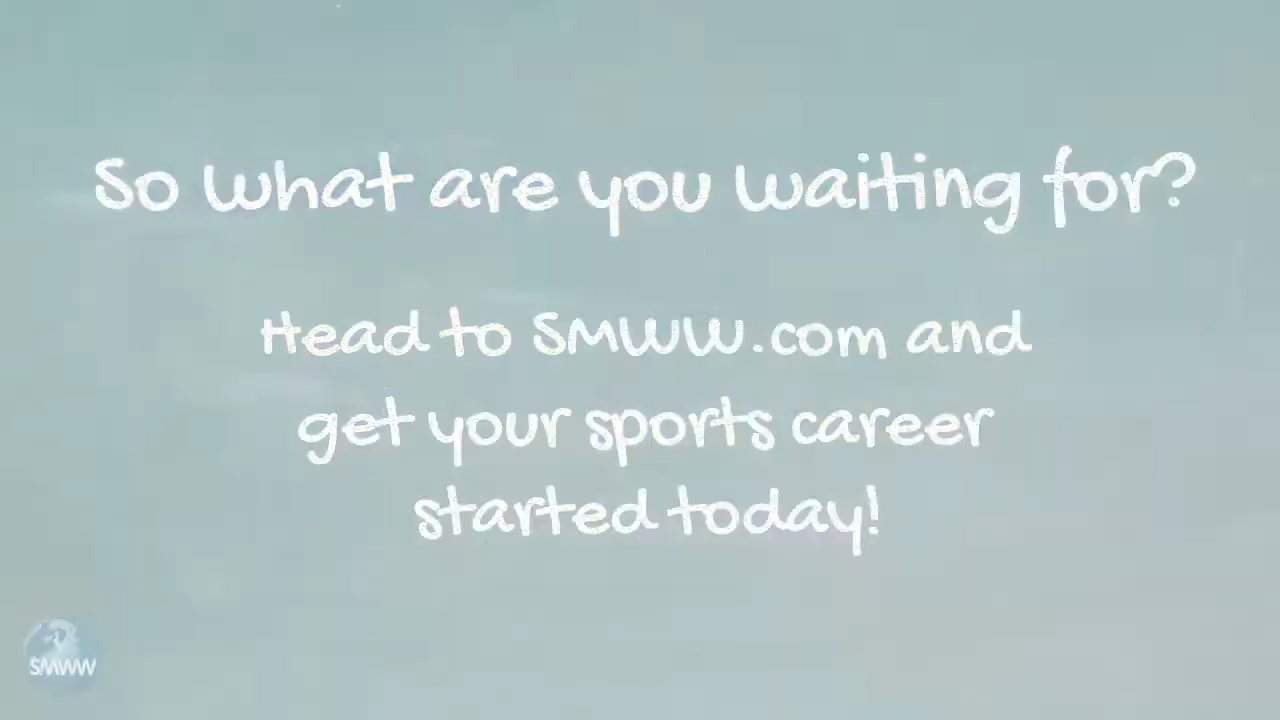 So what are you waiting for?
Head to SMWW.com and
get your sports career
started today!
SMWW